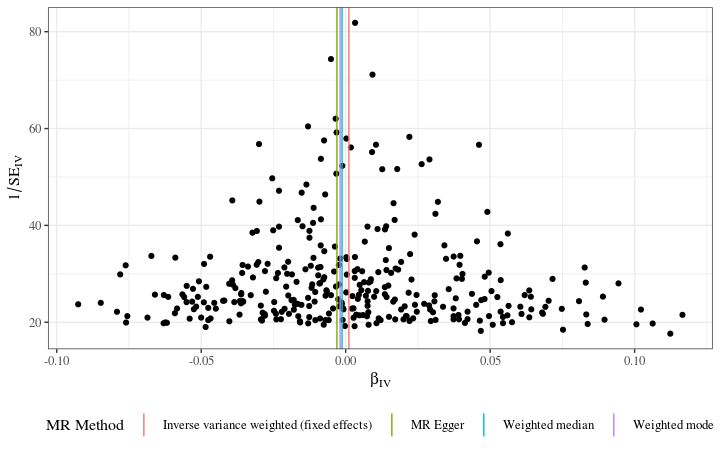 80
60
40
20
1/SE_IV
-0.10
-0.05
0.00
0.05
0.10
β_IV
MR Method
Inverse variance weighted (fixed effects)
MR Egger
Weighted median
Weighted mode